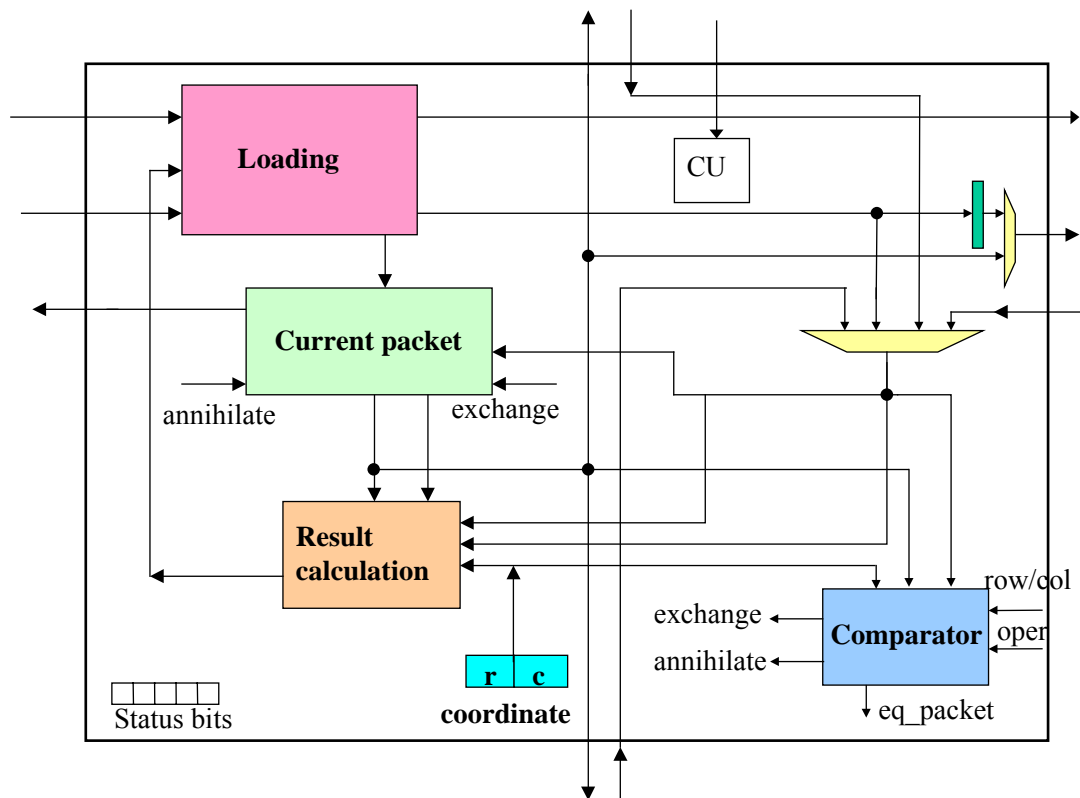 Loading
CU
Current packet
annihilate
exchange
Result
calculation
row/col
exchange
Comparator
oper
annihilate
r c
eq_packet
coordinate
Status bits